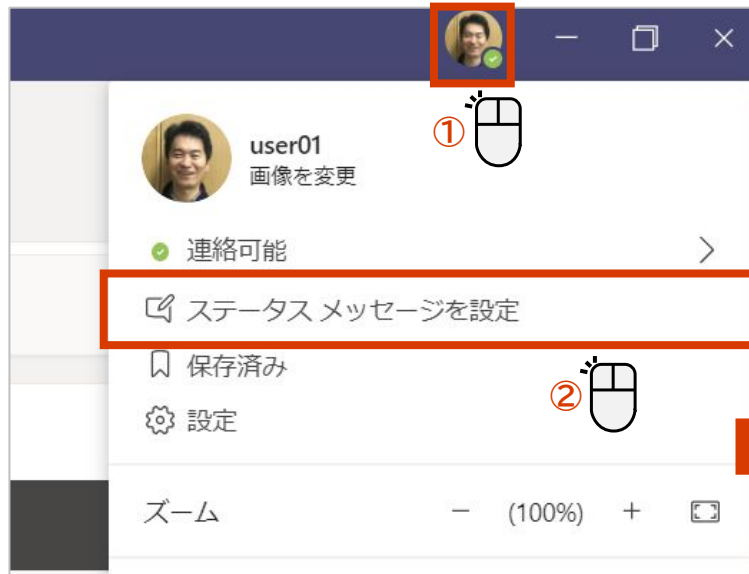 ①
user01
画像を変更
連絡可能
ステータス メッセージを設定
保存済み
②
設定
ズーム － (100%) ＋